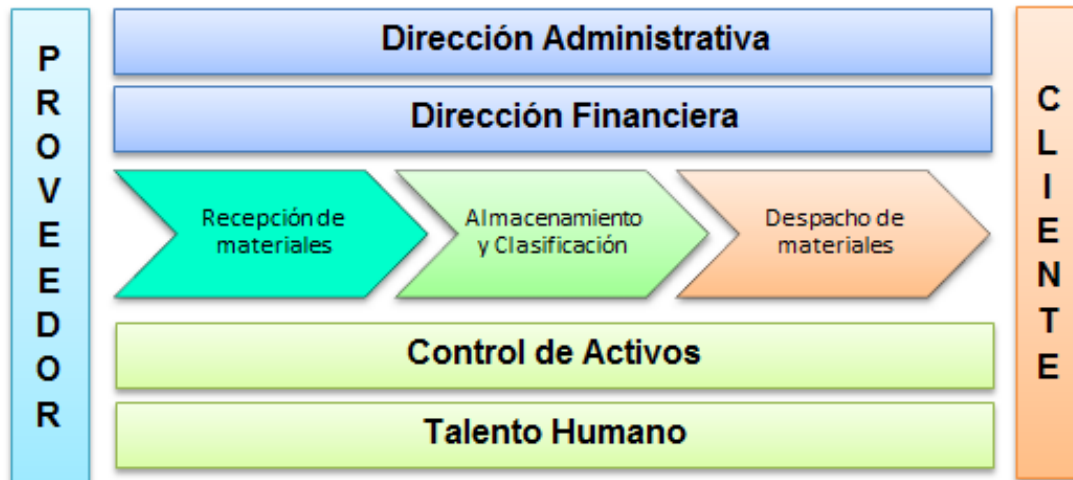 PROVEEDOR
Dirección Administrativa
Dirección Financiera
Recepción de
materiales
Almacenamiento
y Clasificación
Despacho de
materiales
Control de Activos
Talento Humano
CLIENTE